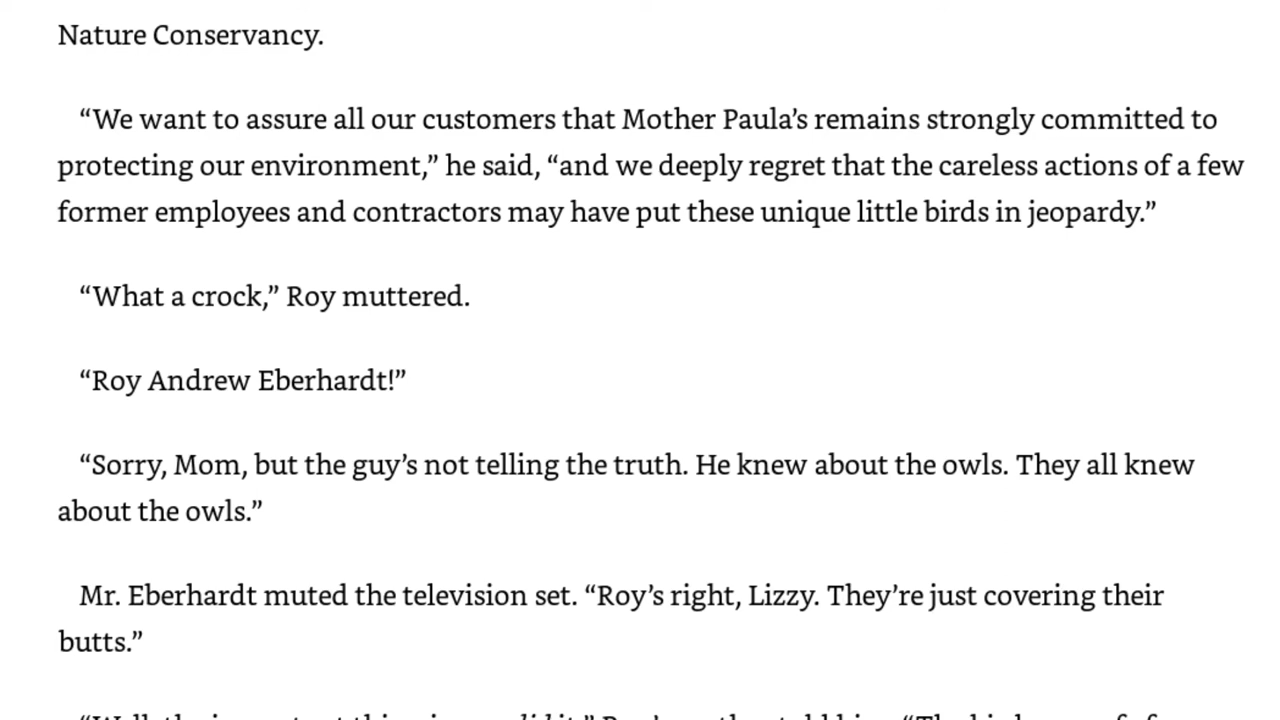 Nature Conservancy.
“We want to assure all our customers that Mother Paula’s remains strongly committed to
protecting our environment,” he said, “and we deeply regret that the careless actions of a few
former employees and contractors may have put these unique little birds in jeopardy.”
“What a crock,” Roy muttered.
“Roy Andrew Eberhardt!”
“Sorry, Mom, but the guy’s not telling the truth. He knew about the owls. They all knew
about the owls.”
Mr. Eberhardt muted the television set. “Roy’s right, Lizzy. They’re just covering their
butts.”